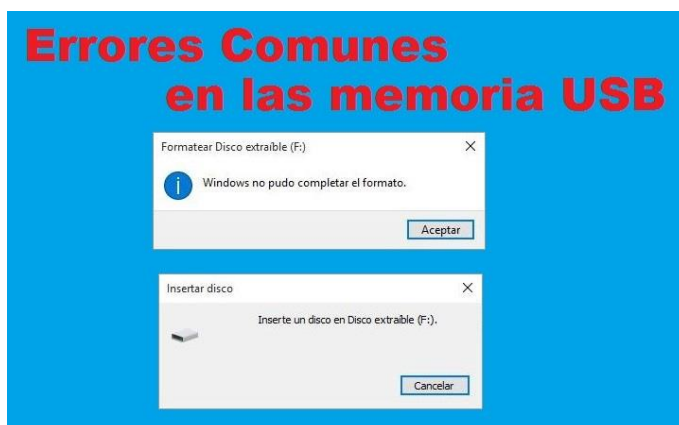 Errores Comunes
en las memoria USB
Formatear Disco extraíble (F:)
Windows no pudo completar el formato.
Aceptar
Insertar disco
Inserte un disco en Disco extraíble (F:).
Cancelar